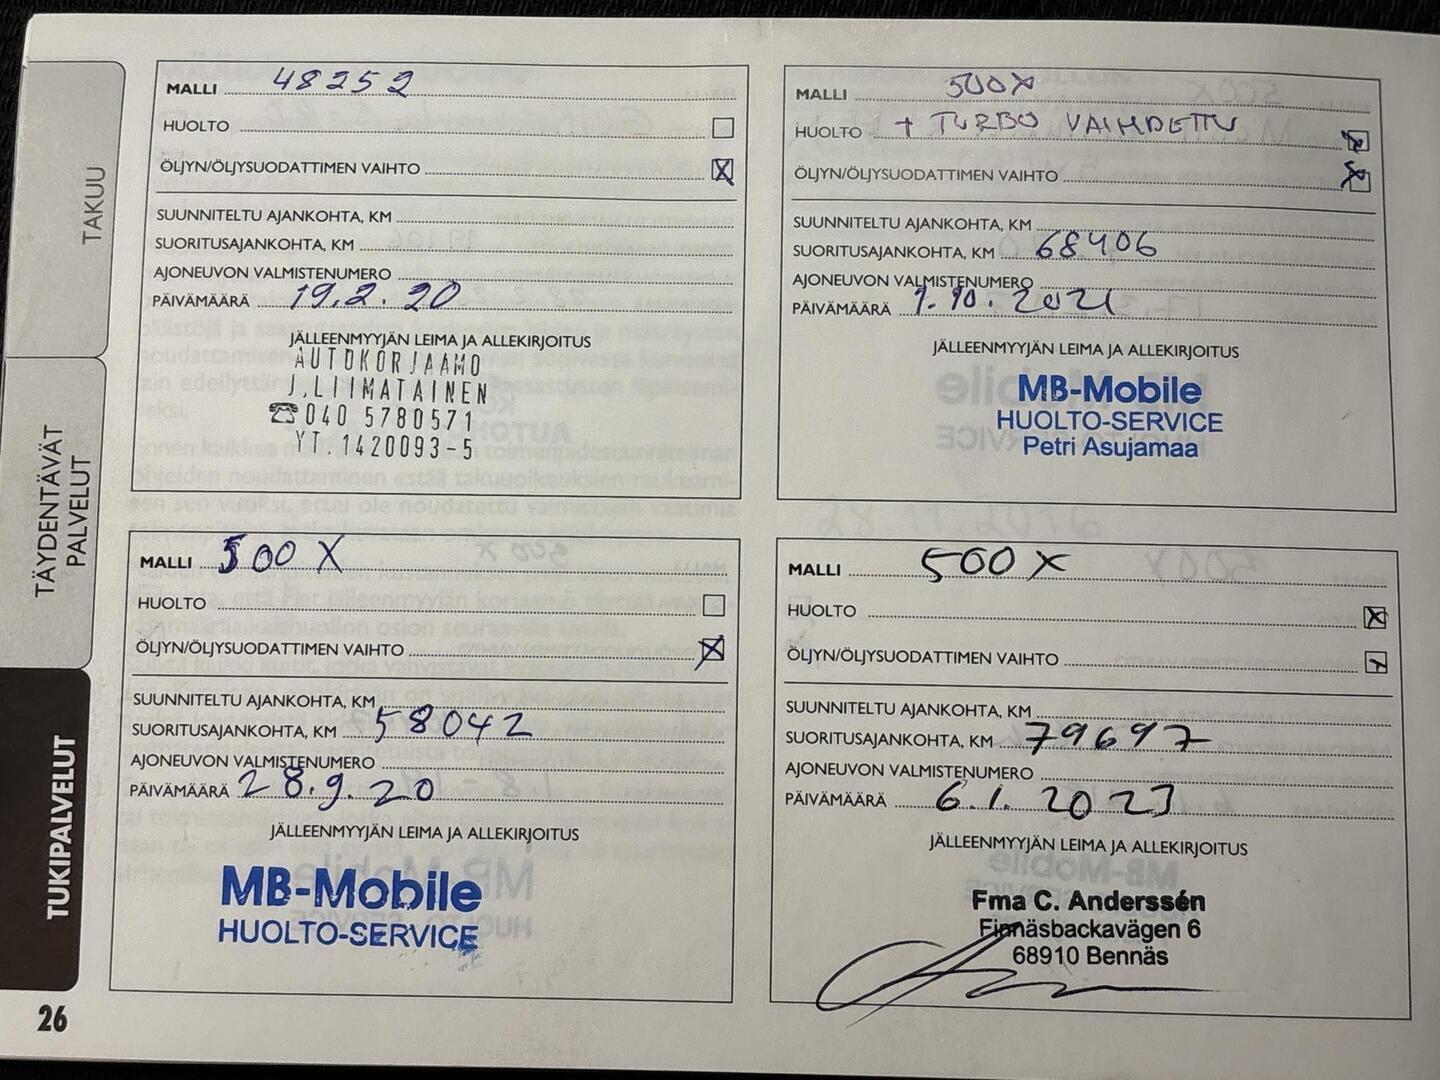 TAKUU
TÄYDENTÄVÄT
PALVELUT
TUKIPALVELUT
26
MALLI 48252
HUOLTO
ÖLJYN/ÖLJYSUODATTIMEN VAIHTO X
SUUNNITELTU AJANKOHTA, KM
SUORITUSAJANKOHTA, KM
AJONEUVON VALMISTENUMERO
PÄIVÄMÄÄRÄ 19.2.20
JÄLLEENMYYJÄN LEIMA JA ALLEKIRJOITUS
AUTOKORJAAMO
J.LIIMATAINEN
☎040 5780571
YT. 1420093-5
MALLI 500X
HUOLTO + TURBO VAIHDETTU X
ÖLJYN/ÖLJYSUODATTIMEN VAIHTO X
SUUNNITELTU AJANKOHTA, KM
SUORITUSAJANKOHTA, KM 68406
AJONEUVON VALMISTENUMERO
PÄIVÄMÄÄRÄ 1.10.2021
JÄLLEENMYYJÄN LEIMA JA ALLEKIRJOITUS
MB-Mobile
HUOLTO-SERVICE
Petri Asujamaa
MALLI 500 X
HUOLTO
ÖLJYN/ÖLJYSUODATTIMEN VAIHTO X
SUUNNITELTU AJANKOHTA, KM
SUORITUSAJANKOHTA, KM 58042
AJONEUVON VALMISTENUMERO
PÄIVÄMÄÄRÄ 28.9.20
JÄLLEENMYYJÄN LEIMA JA ALLEKIRJOITUS
MB-Mobile
HUOLTO-SERVICE
MALLI 500 X
HUOLTO X
ÖLJYN/ÖLJYSUODATTIMEN VAIHTO
SUUNNITELTU AJANKOHTA, KM
SUORITUSAJANKOHTA, KM 79697
AJONEUVON VALMISTENUMERO
PÄIVÄMÄÄRÄ 6.1.2023
JÄLLEENMYYJÄN LEIMA JA ALLEKIRJOITUS
Fma C. Anderssén
Finnäsbackavägen 6
68910 Bennäs